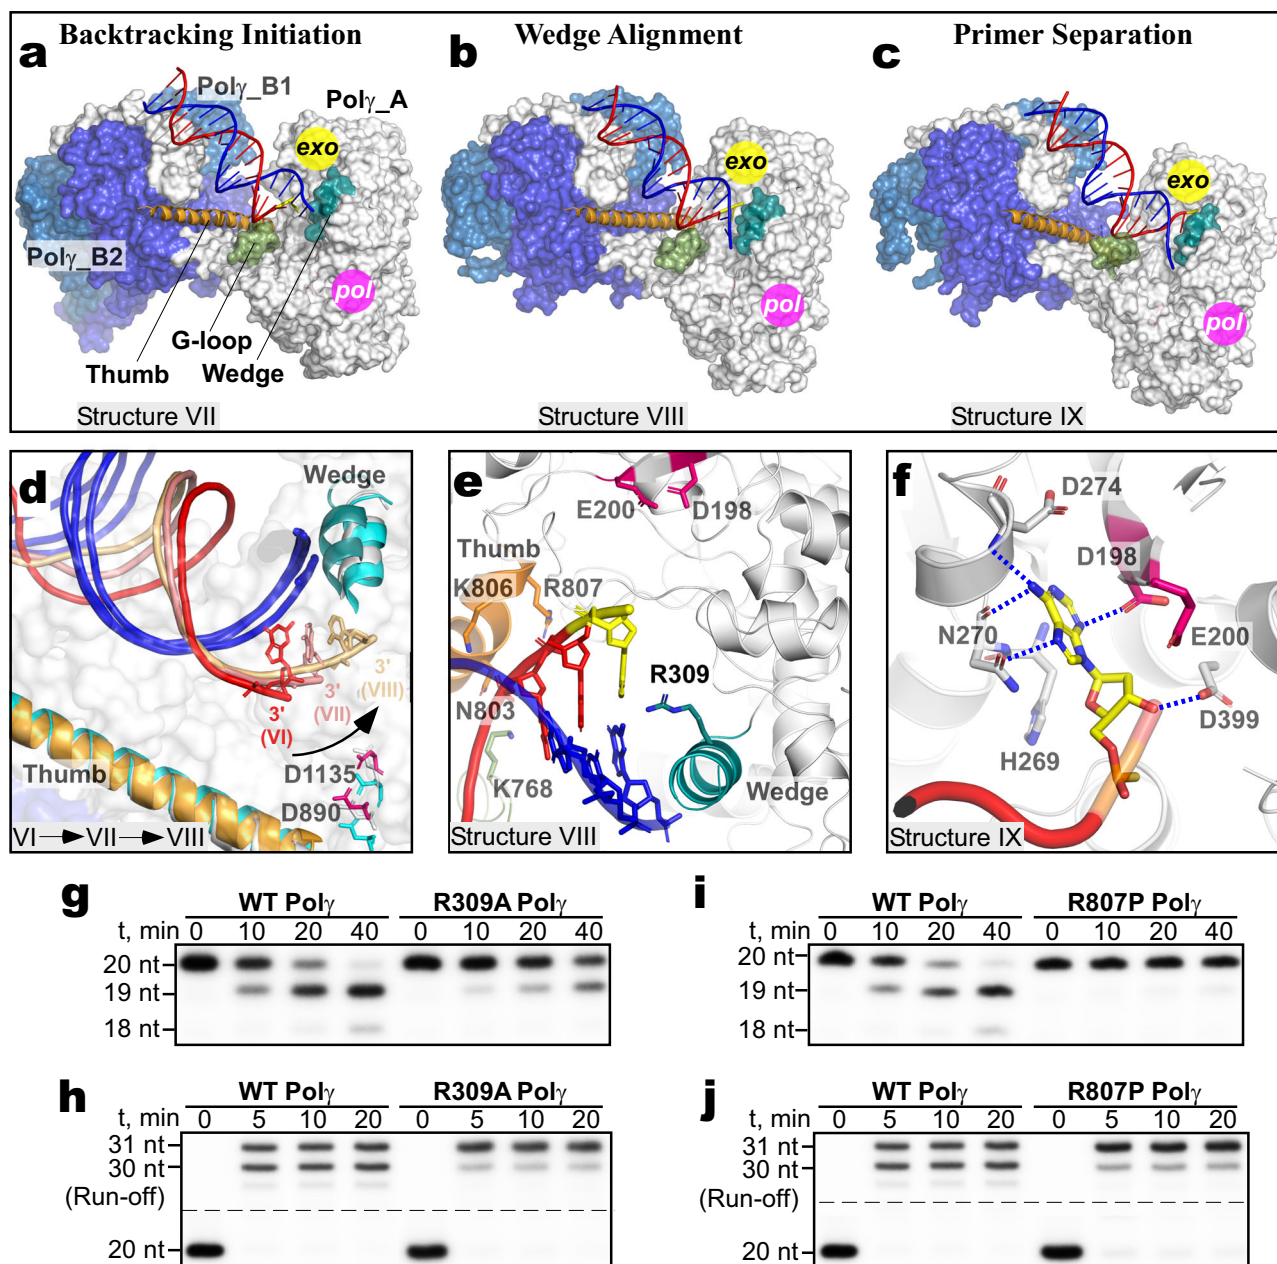 Backtracking Initiation
Wedge Alignment
Primer Separation
a
Polγ_B1
Polγ_A
exo
Polγ_B2
pol
G-loop
Thumb
Wedge
Structure VII
b
exo
pol
Structure VIII
c
exo
pol
Structure IX
d
Wedge
3'
(VIII)
3'
(VII)
3'
(VI)
Thumb
D1135
D890
VI → VII → VIII
e
E200
D198
Thumb
K806
R807
R309
N803
K768
Wedge
Structure VIII
f
D274
D198
N270
E200
D399
H269
Structure IX
g
WT Polγ
R309A Polγ
t, min 0 10 20 40 0 10 20 40
20 nt
19 nt
18 nt
i
WT Polγ
R807P Polγ
t, min 0 10 20 40 0 10 20 40
20 nt
19 nt
18 nt
h
WT Polγ
R309A Polγ
t, min 0 5 10 20 0 5 10 20
31 nt
30 nt
(Run-off)
20 nt
j
WT Polγ
R807P Polγ
t, min 0 5 10 20 0 5 10 20
31 nt
30 nt
(Run-off)
20 nt